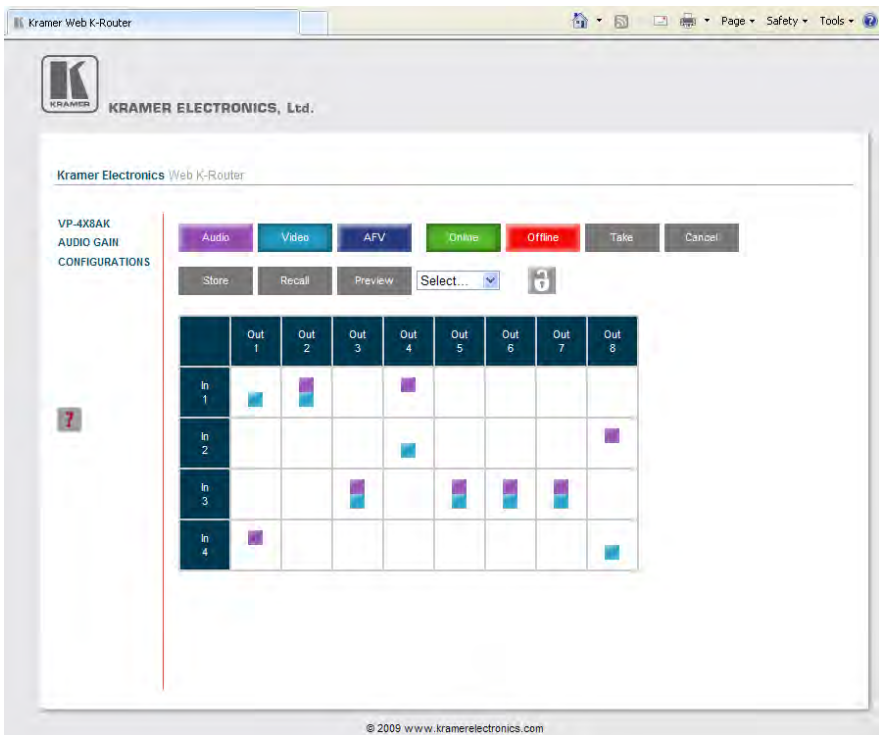 Kramer Web K-Router
Page Safety Tools
KRAMER
KRAMER ELECTRONICS, Ltd.
Kramer Electronics Web K-Router
VP-4X8AK
AUDIO GAIN
CONFIGURATIONS
Audio Video AFV Online Offline Take Cancel
Store Recall Preview Select...
Out 1 Out 2 Out 3 Out 4 Out 5 Out 6 Out 7 Out 8
In 1
In 2
In 3
In 4
?
© 2009 www.kramerelectronics.com